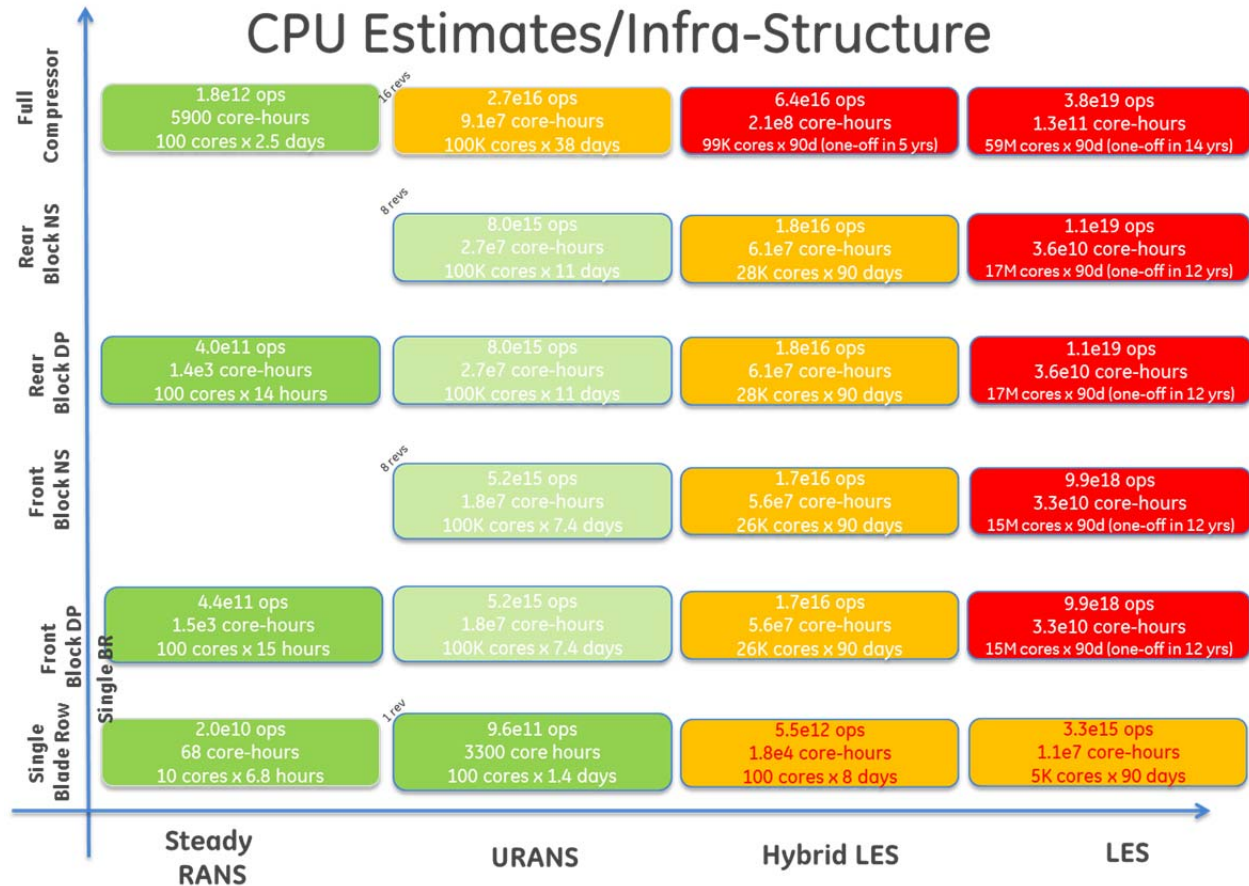 CPU Estimates/Infra-Structure
Full
Compressor
1.8e12 ops
5900 core-hours
100 cores x 2.5 days
16 revs
2.7e16 ops
9.1e7 core-hours
100K cores x 38 days
6.4e16 ops
2.1e8 core-hours
99K cores x 90d (one-off in 5 yrs)
3.8e19 ops
1.3e11 core-hours
59M cores x 90d (one-off in 14 yrs)
Rear
Block NS
8 revs
8.0e15 ops
2.7e7 core-hours
100K cores x 11 days
1.8e16 ops
6.1e7 core-hours
28K cores x 90 days
1.1e19 ops
3.6e10 core-hours
17M cores x 90d (one-off in 12 yrs)
Rear
Block DP
4.0e11 ops
1.4e3 core-hours
100 cores x 14 hours
8.0e15 ops
2.7e7 core-hours
100K cores x 11 days
1.8e16 ops
6.1e7 core-hours
28K cores x 90 days
1.1e19 ops
3.6e10 core-hours
17M cores x 90d (one-off in 12 yrs)
Front
Block NS
8 revs
5.2e15 ops
1.8e7 core-hours
100K cores x 7.4 days
1.7e16 ops
5.6e7 core-hours
26K cores x 90 days
9.9e18 ops
3.3e10 core-hours
15M cores x 90d (one-off in 12 yrs)
Front
Block DP
Single BR
4.4e11 ops
1.5e3 core-hours
100 cores x 15 hours
5.2e15 ops
1.8e7 core-hours
100K cores x 7.4 days
1.7e16 ops
5.6e7 core-hours
26K cores x 90 days
9.9e18 ops
3.3e10 core-hours
15M cores x 90d (one-off in 12 yrs)
Single
Blade Row
2.0e10 ops
68 core-hours
10 cores x 6.8 hours
1 rev
9.6e11 ops
3300 core hours
100 cores x 1.4 days
5.5e12 ops
1.8e4 core-hours
100 cores x 8 days
3.3e15 ops
1.1e7 core-hours
5K cores x 90 days
Steady
RANS
URANS
Hybrid LES
LES